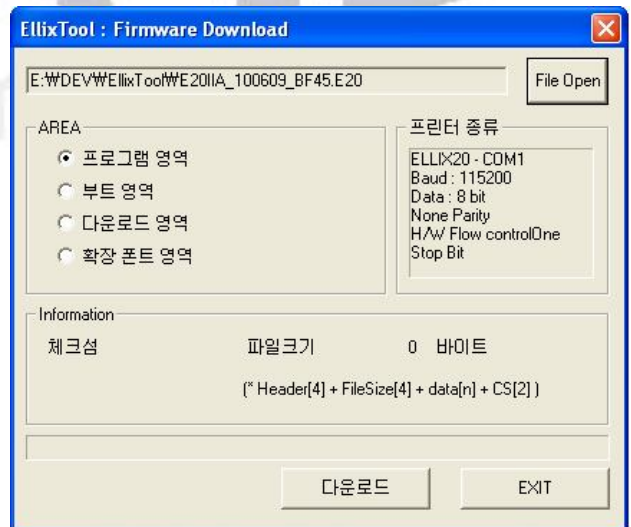 EllixTool : Firmware Download
E:₩DEV₩EllixTool₩E20IIA_100609_BF45.E20
File Open
AREA
프로그램 영역
부트 영역
다운로드 영역
확장 폰트 영역
프린터 종류
ELLIX20 - COM1
Baud : 115200
Data : 8 bit
None Parity
H/W Flow controlOne
Stop Bit
Information
체크섬 파일크기 0 바이트
(* Header[4] + FileSize[4] + data[n] + CS[2] )
다운로드 EXIT